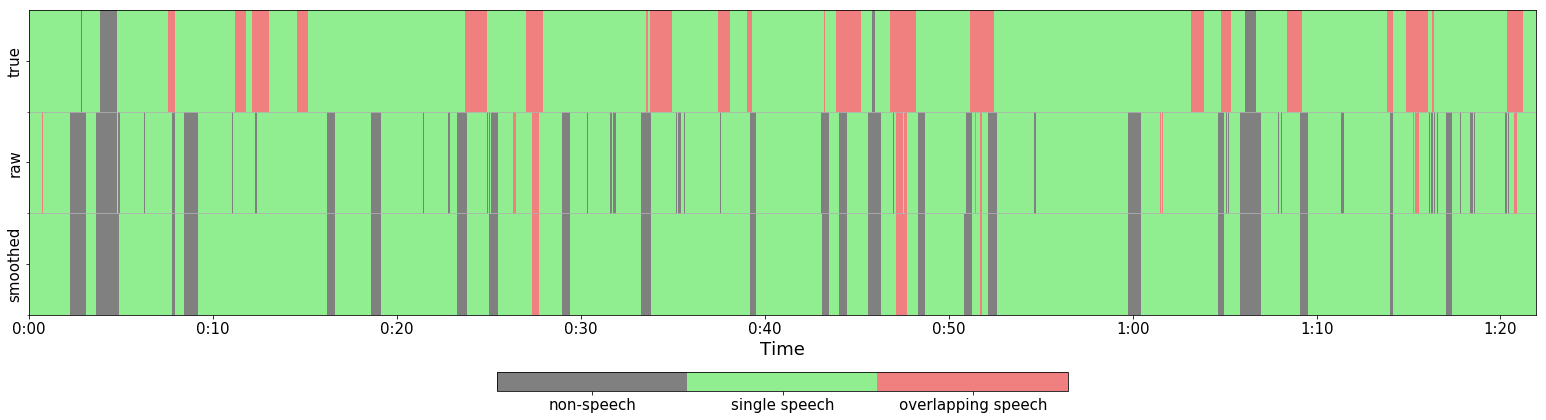 true
raw
smoothed
0:00 0:10 0:20 0:30 0:40 0:50 1:00 1:10 1:20
Time
non-speech single speech overlapping speech